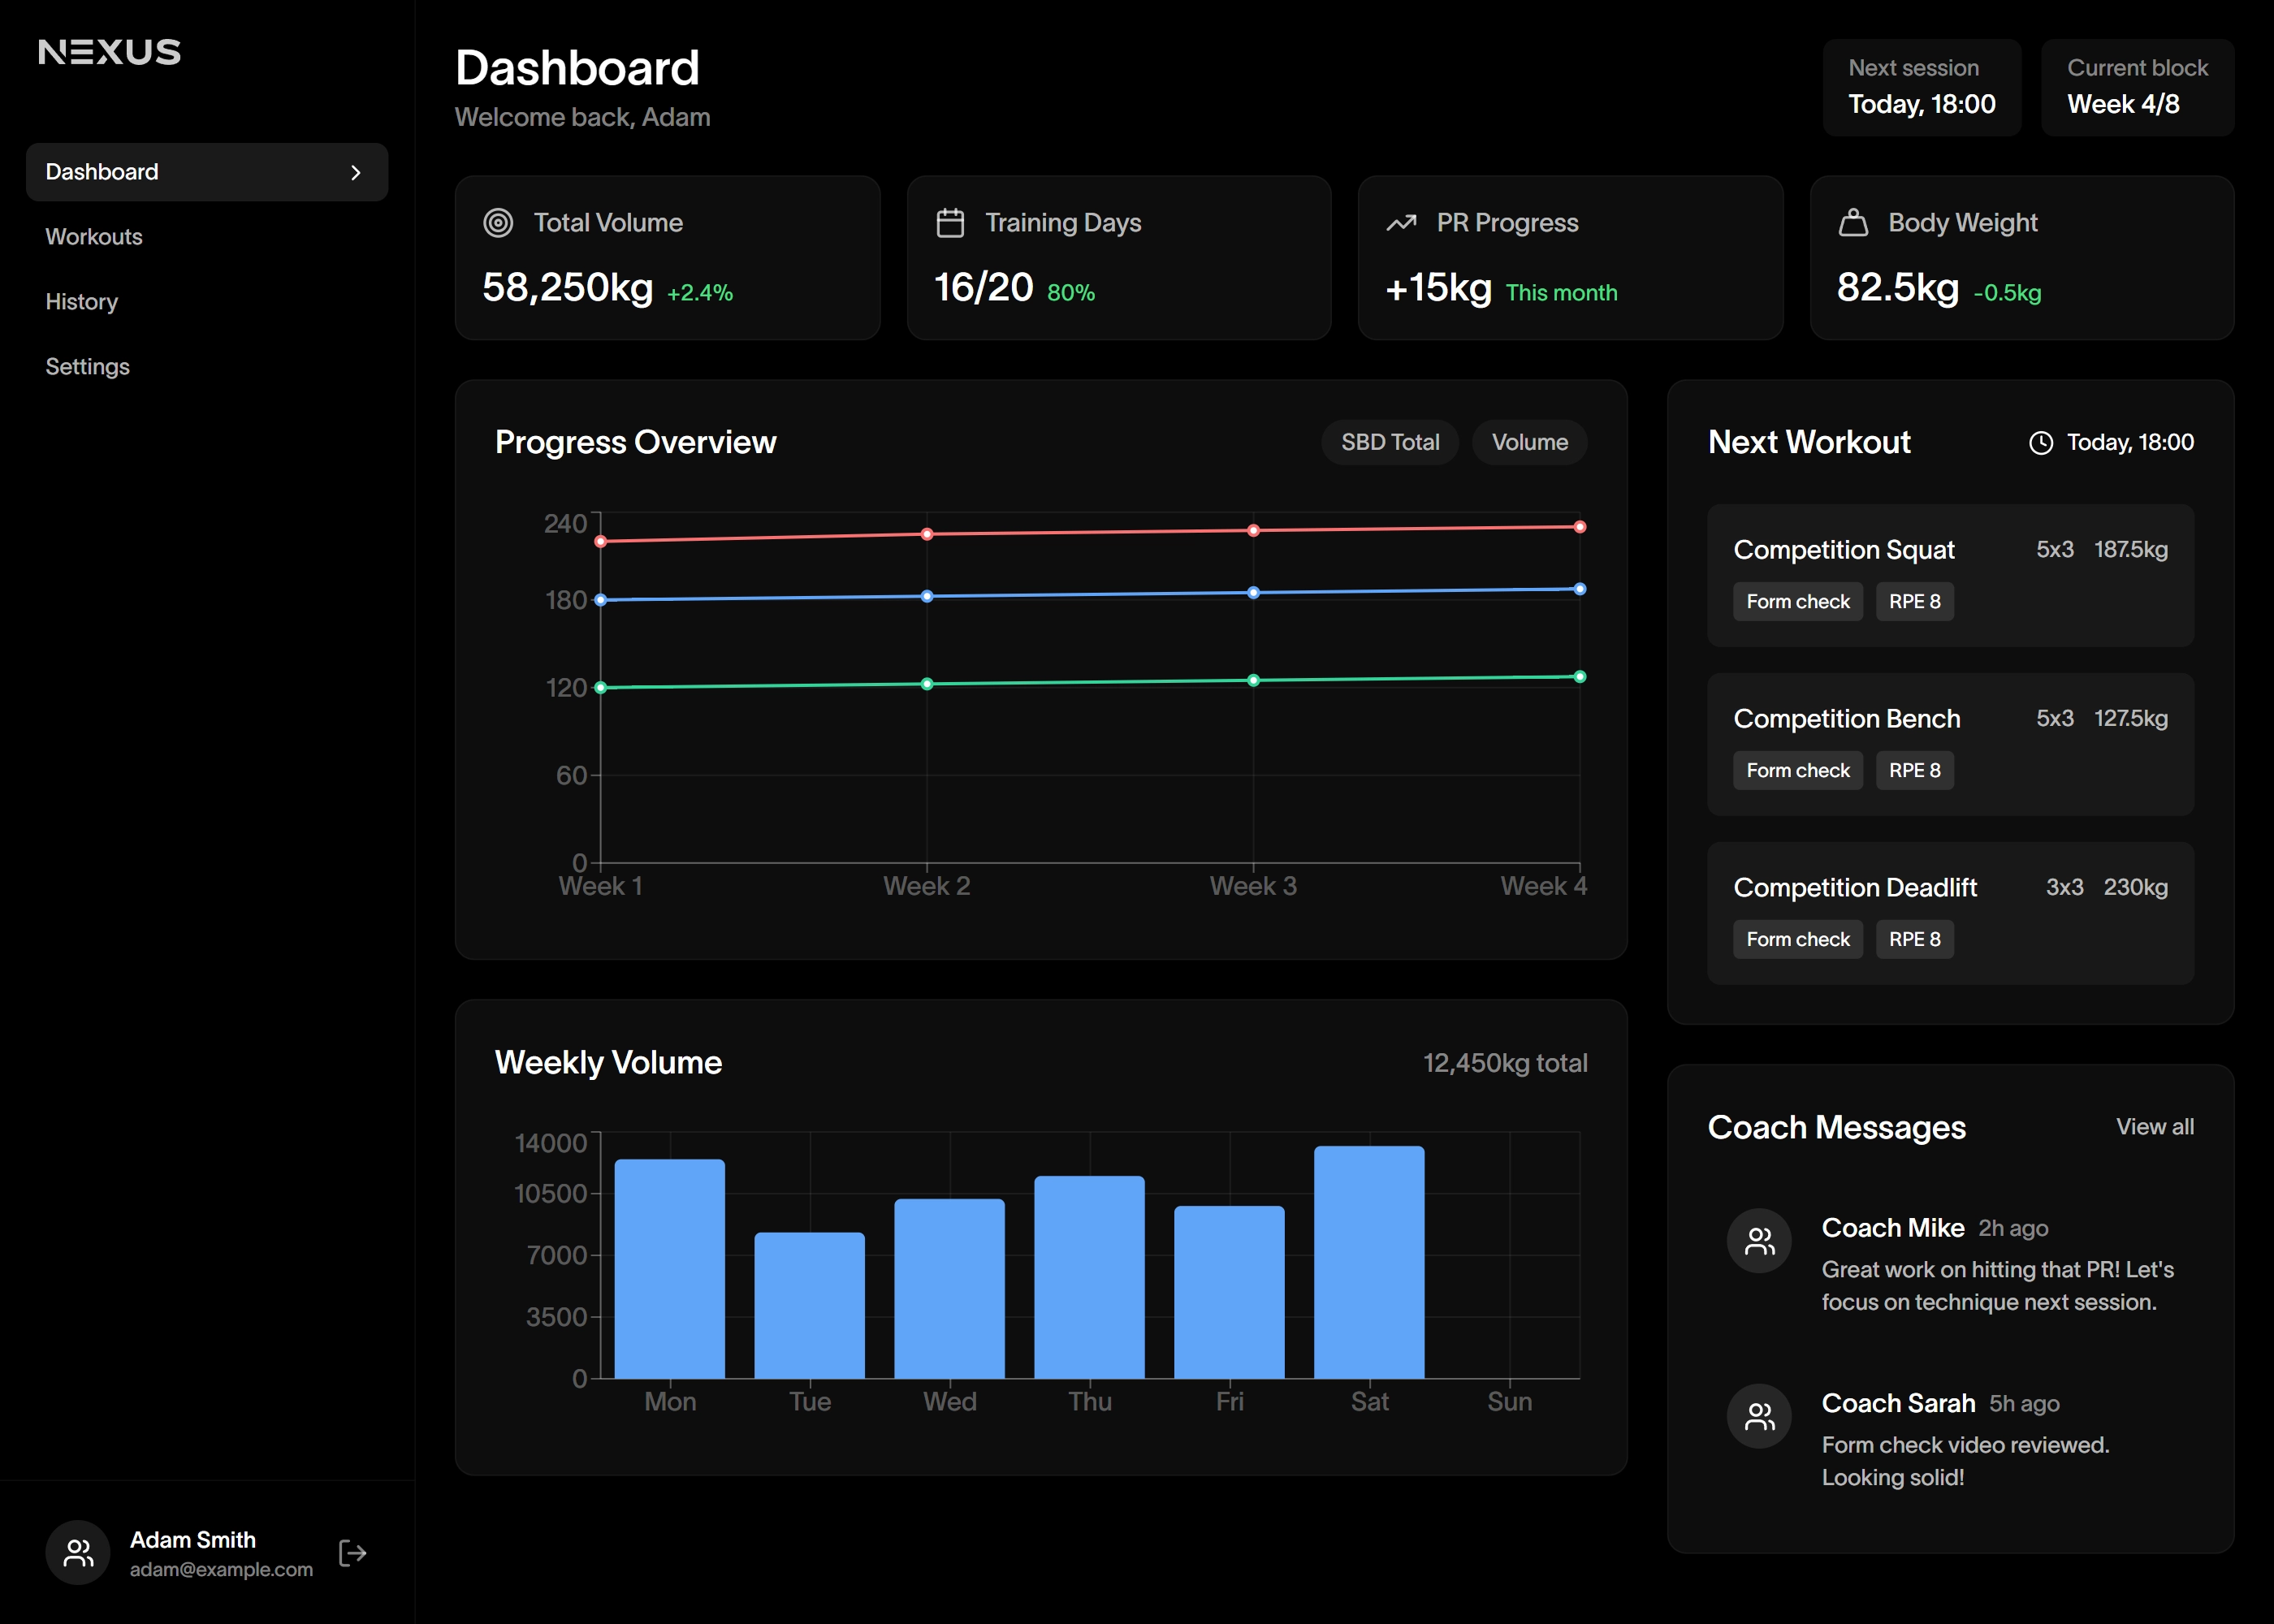 NEXUS
Dashboard
Workouts
History
Settings
Adam Smith
adam@example.com
Dashboard
Welcome back, Adam
Next session
Today, 18:00
Current block
Week 4/8
Total Volume
58,250kg +2.4%
Training Days
16/20 80%
PR Progress
+15kg This month
Body Weight
82.5kg -0.5kg
Progress Overview
SBD Total
Volume
240
180
120
60
0
Week 1 Week 2 Week 3 Week 4
Weekly Volume
12,450kg total
14000
10500
7000
3500
0
Mon Tue Wed Thu Fri Sat Sun
Next Workout
Today, 18:00
Competition Squat 5x3 187.5kg
Form check RPE 8
Competition Bench 5x3 127.5kg
Form check RPE 8
Competition Deadlift 3x3 230kg
Form check RPE 8
Coach Messages
View all
Coach Mike 2h ago
Great work on hitting that PR! Let's
focus on technique next session.
Coach Sarah 5h ago
Form check video reviewed.
Looking solid!